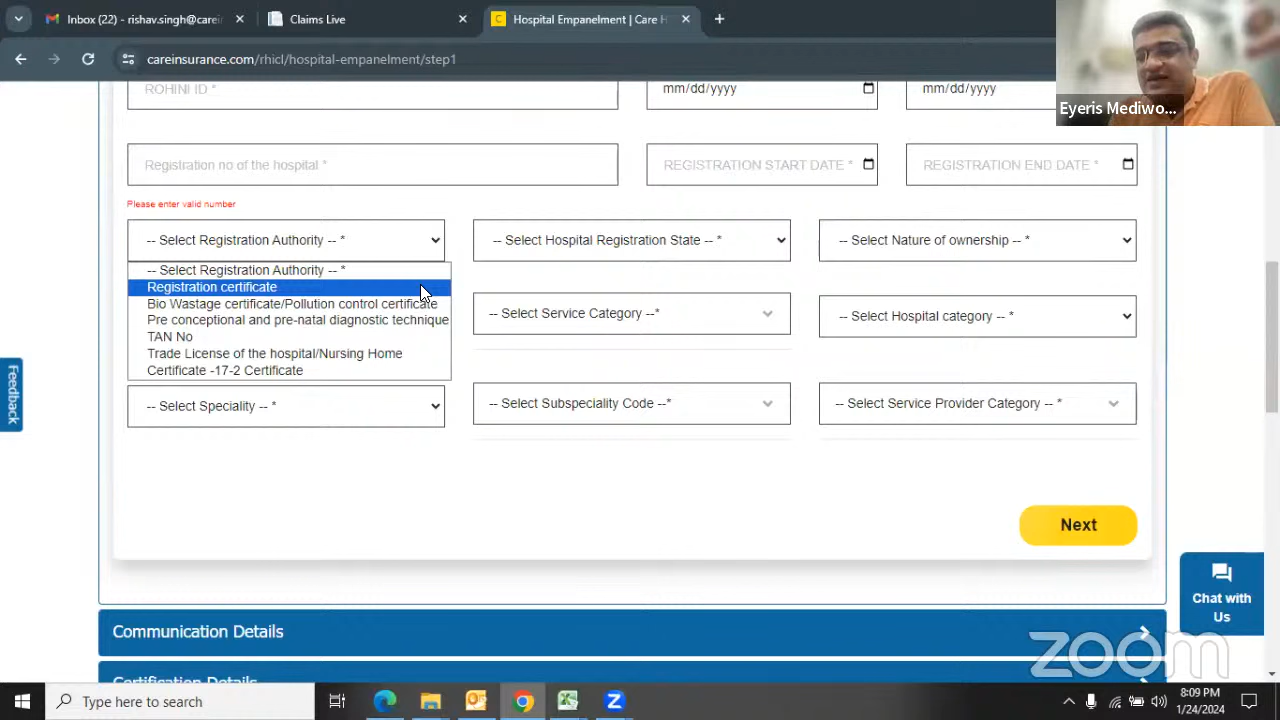 Inbox (22) - rishav.singh@carei
Claims Live
Hospital Empanelment | Care H
careinsurance.com/rhicl/hospital-empanelment/step1
Eyeris Mediwo...
ROHINI ID *
mm/dd/yyyy
mm/dd/yyyy
Registration no of the hospital *
REGISTRATION START DATE *
REGISTRATION END DATE *
Please enter valid number
-- Select Registration Authority -- *
-- Select Hospital Registration State -- *
-- Select Nature of ownership -- *
-- Select Registration Authority -- *
Registration certificate
Bio Wastage certificate/Pollution control certificate
Pre conceptional and pre-natal diagnostic technique
TAN No
Trade License of the hospital/Nursing Home
Certificate -17-2 Certificate
-- Select Service Category --*
-- Select Hospital category -- *
-- Select Speciality -- *
-- Select Subspeciality Code --*
-- Select Service Provider Category -- *
Feedback
Next
Chat with
Us
Communication Details
Certification Details
zoom
Type here to search
8:09 PM
1/24/2024